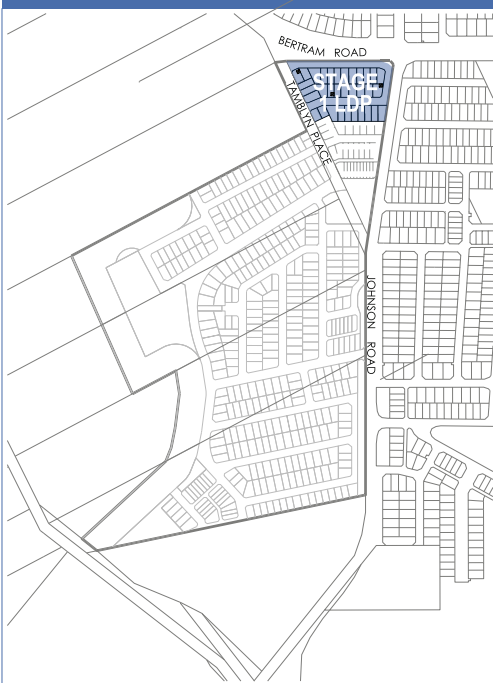 BERTRAM ROAD
STAGE
1 LDP
TAMBLYN PLACE
JOHNSON ROAD